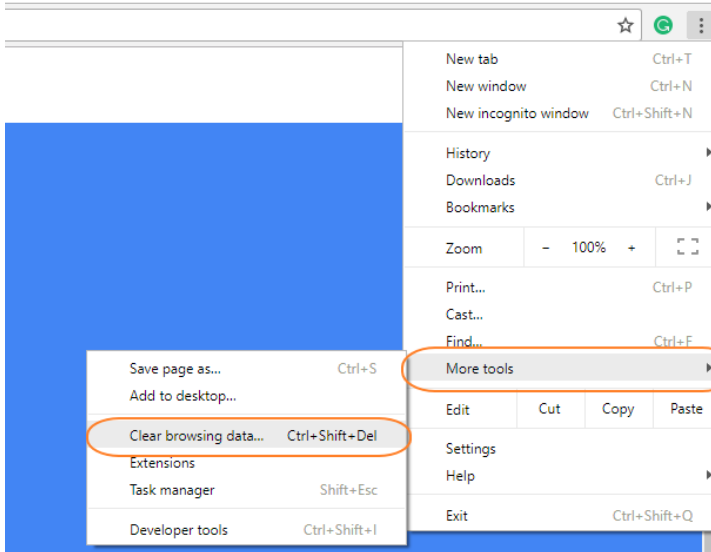 New tab Ctrl+T
New window Ctrl+N
New incognito window Ctrl+Shift+N
History
Downloads Ctrl+J
Bookmarks
Zoom - 100% +
Print... Ctrl+P
Cast...
Find... Ctrl+F
More tools
Edit Cut Copy Paste
Settings
Help
Exit Ctrl+Shift+Q
Save page as... Ctrl+S
Add to desktop...
Clear browsing data... Ctrl+Shift+Del
Extensions
Task manager Shift+Esc
Developer tools Ctrl+Shift+I